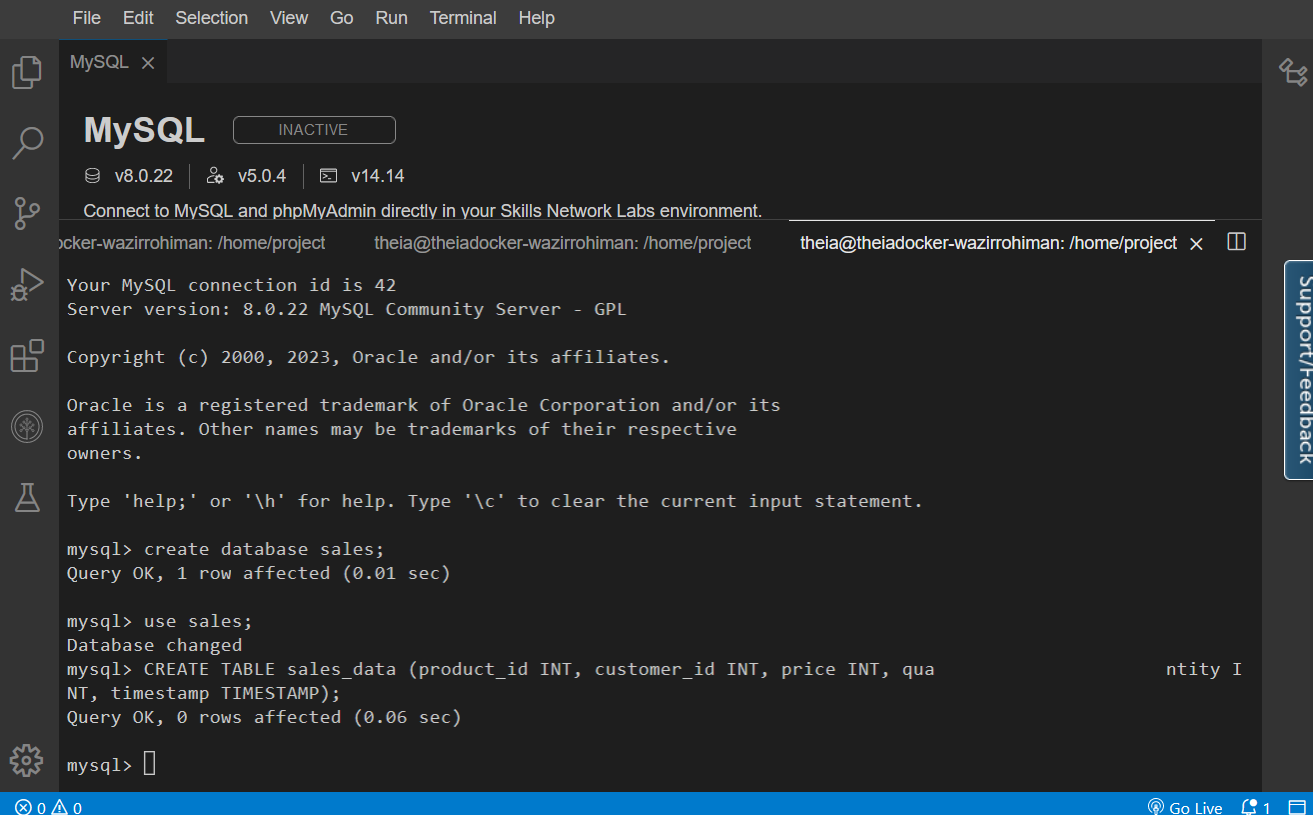 File Edit Selection View Go Run Terminal Help
MySQL
MySQL INACTIVE
v8.0.22 v5.0.4 v14.14
Connect to MySQL and phpMyAdmin directly in your Skills Network Labs environment.
ocker-wazirrohiman: /home/project theia@theiadocker-wazirrohiman: /home/project theia@theiadocker-wazirrohiman: /home/project
Your MySQL connection id is 42
Server version: 8.0.22 MySQL Community Server - GPL
Copyright (c) 2000, 2023, Oracle and/or its affiliates.
Oracle is a registered trademark of Oracle Corporation and/or its
affiliates. Other names may be trademarks of their respective
owners.
Type 'help;' or '\h' for help. Type '\c' to clear the current input statement.
mysql> create database sales;
Query OK, 1 row affected (0.01 sec)
mysql> use sales;
Database changed
mysql> CREATE TABLE sales_data (product_id INT, customer_id INT, price INT, qua ntity I
NT, timestamp TIMESTAMP);
Query OK, 0 rows affected (0.06 sec)
mysql>
Support/Feedback
0 0 Go Live 1